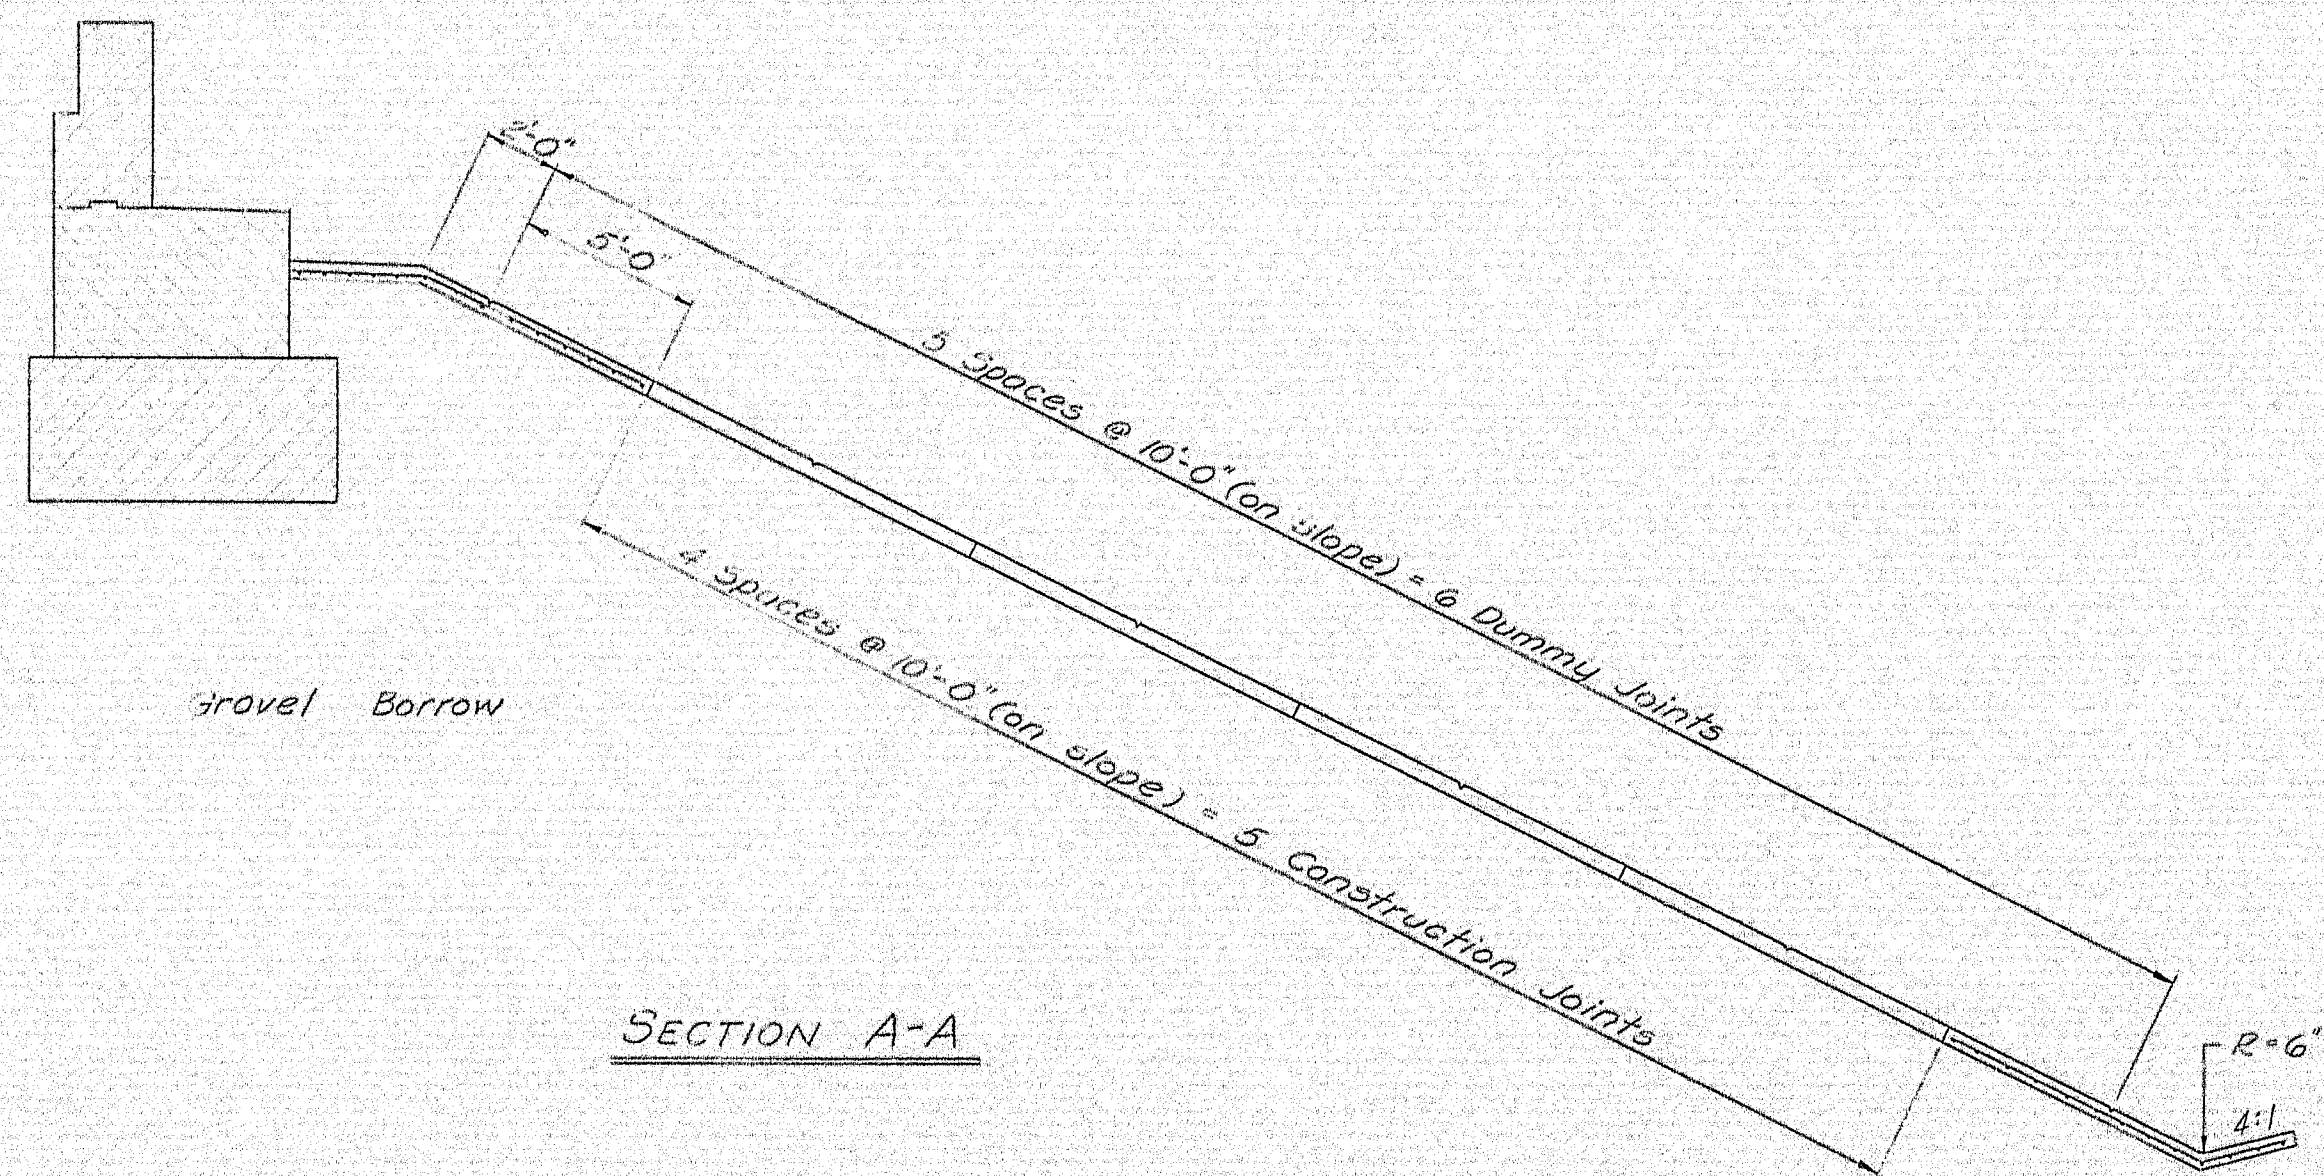 2'-0"
5'-0"
5 Spaces @ 10'-0" (on slope) = 6 Dummy Joints
4 Spaces @ 10'-0" (on slope) = 5 Construction Joints
Borrow
SECTION A-A
R=6"
4:1